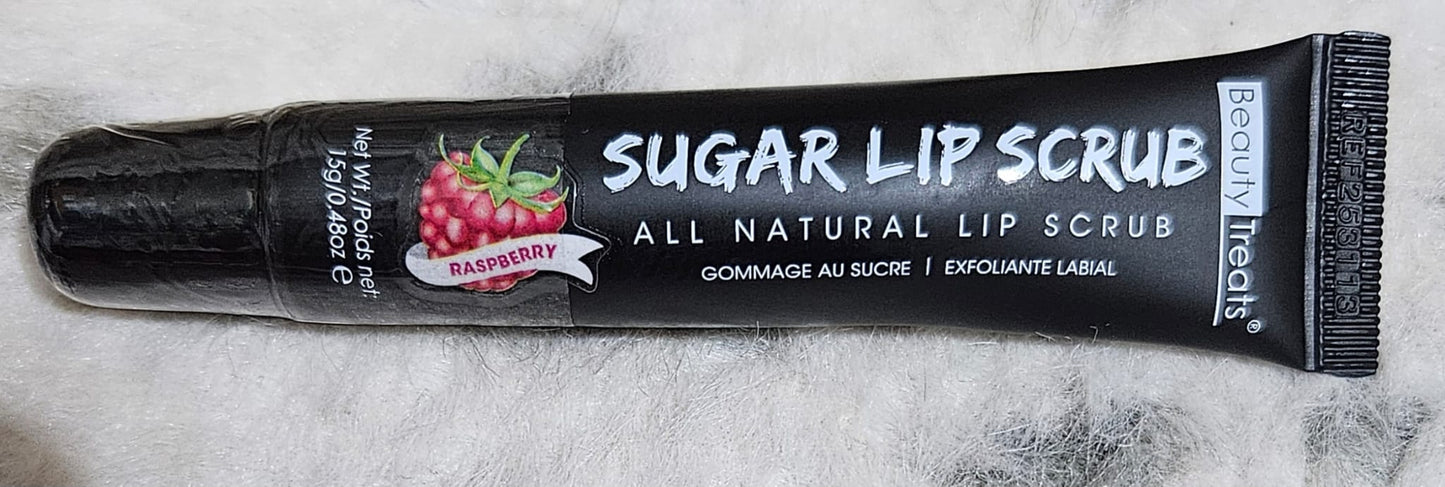 Net Wt./Poids net:
15g/0.48oz e
RASPBERRY
SUGAR LIP SCRUB
ALL NATURAL LIP SCRUB
GOMMAGE AU SUCRE | EXFOLIANTE LABIAL
Beauty Treats®
REF2531113